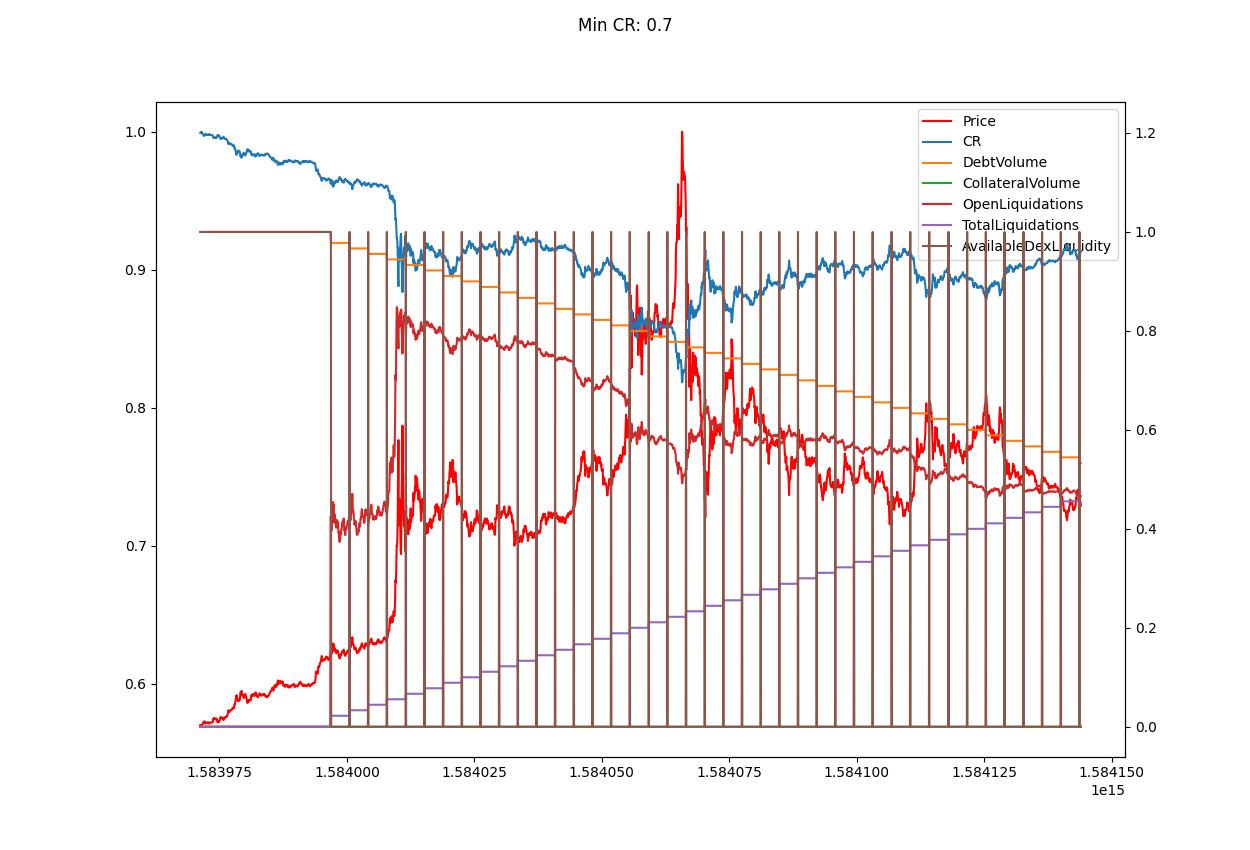 Min CR: 0.7
1.0
0.9
0.8
0.7
0.6
Price
CR
DebtVolume
CollateralVolume
OpenLiquidations
TotalLiquidations
AvailableDexLiquidity
1.2
1.0
0.8
0.6
0.4
0.2
0.0
1.583975 1.584000 1.584025 1.584050 1.584075 1.584100 1.584125 1.584150
1e15